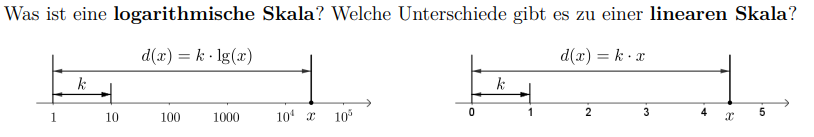 Was ist eine logarithmische Skala? Welche Unterschiede gibt es zu einer linearen Skala?
d(x) = k · lg(x)
k
1 10 100 1000 10⁴ x 10⁵
d(x) = k · x
k
0 1 2 3 4 x 5